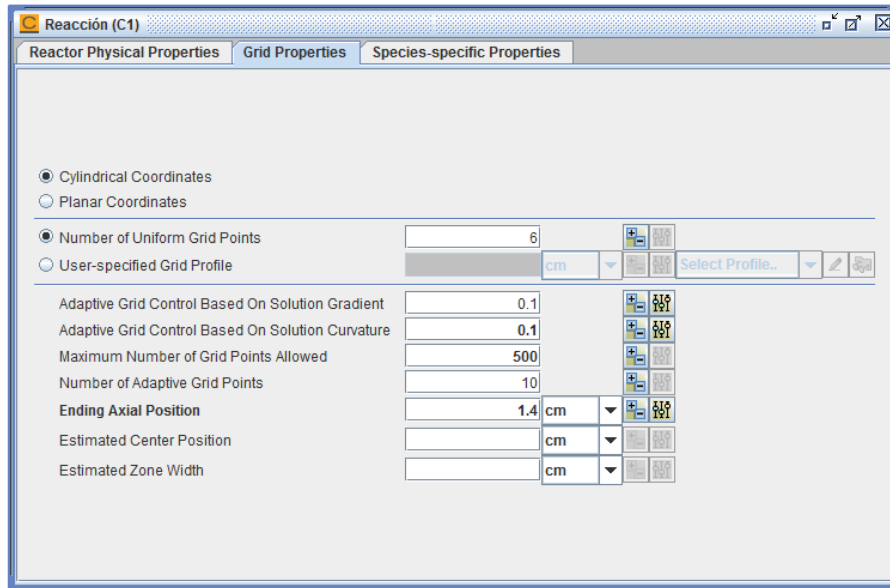 C Reacción (C1)
Reactor Physical Properties Grid Properties Species-specific Properties
Cylindrical Coordinates
Planar Coordinates
Number of Uniform Grid Points 6
User-specified Grid Profile cm Select Profile..
Adaptive Grid Control Based On Solution Gradient 0.1
Adaptive Grid Control Based On Solution Curvature 0.1
Maximum Number of Grid Points Allowed 500
Number of Adaptive Grid Points 10
Ending Axial Position 1.4 cm
Estimated Center Position cm
Estimated Zone Width cm